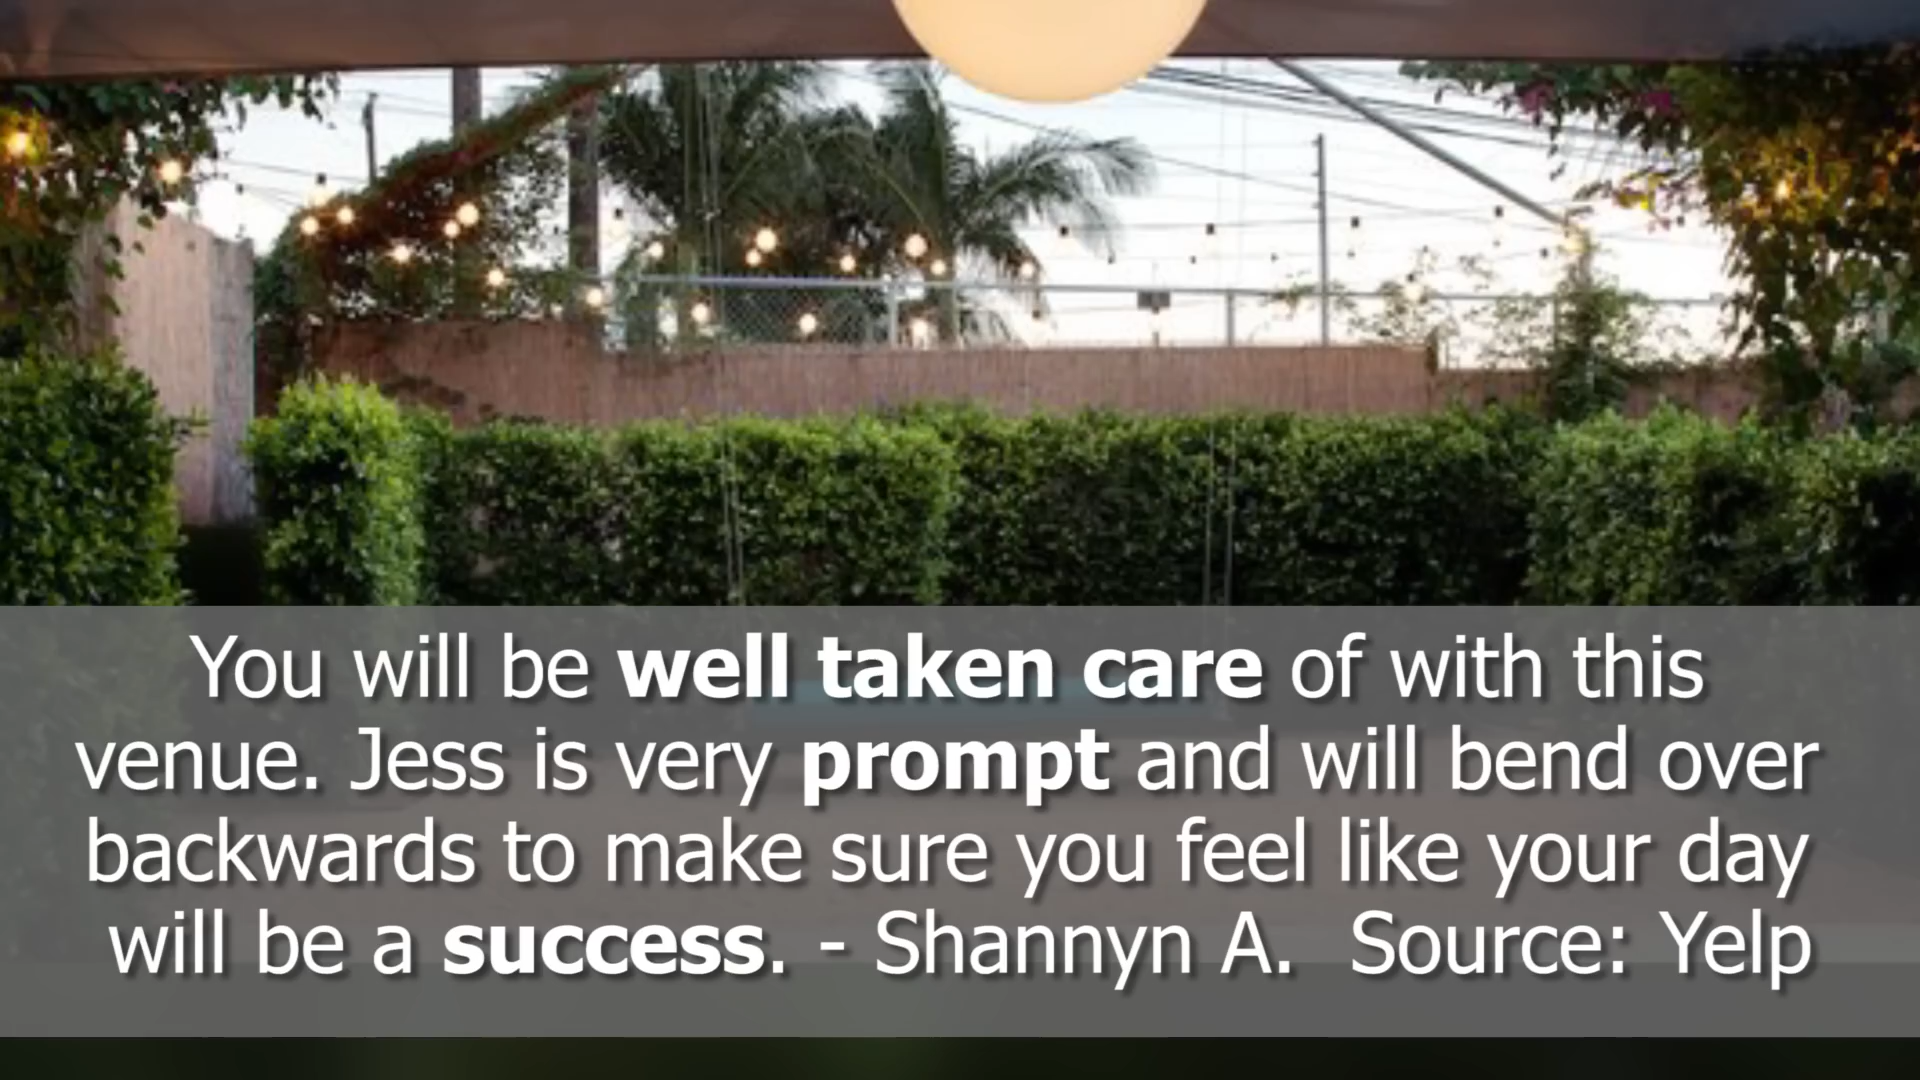 You will be well taken care of with this
venue. Jess is very prompt and will bend over
backwards to make sure you feel like your day
will be a success. - Shannyn A.  Source: Yelp